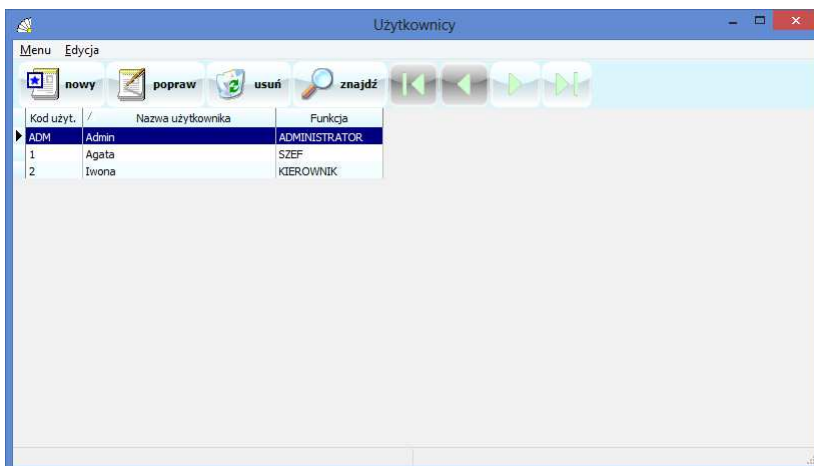 Użytkownicy
Menu Edycja
nowy popraw usuń znajdź
Kod użyt. / Nazwa użytkownika Funkcja
ADM Admin ADMINISTRATOR
1 Agata SZEF
2 Iwona KIEROWNIK